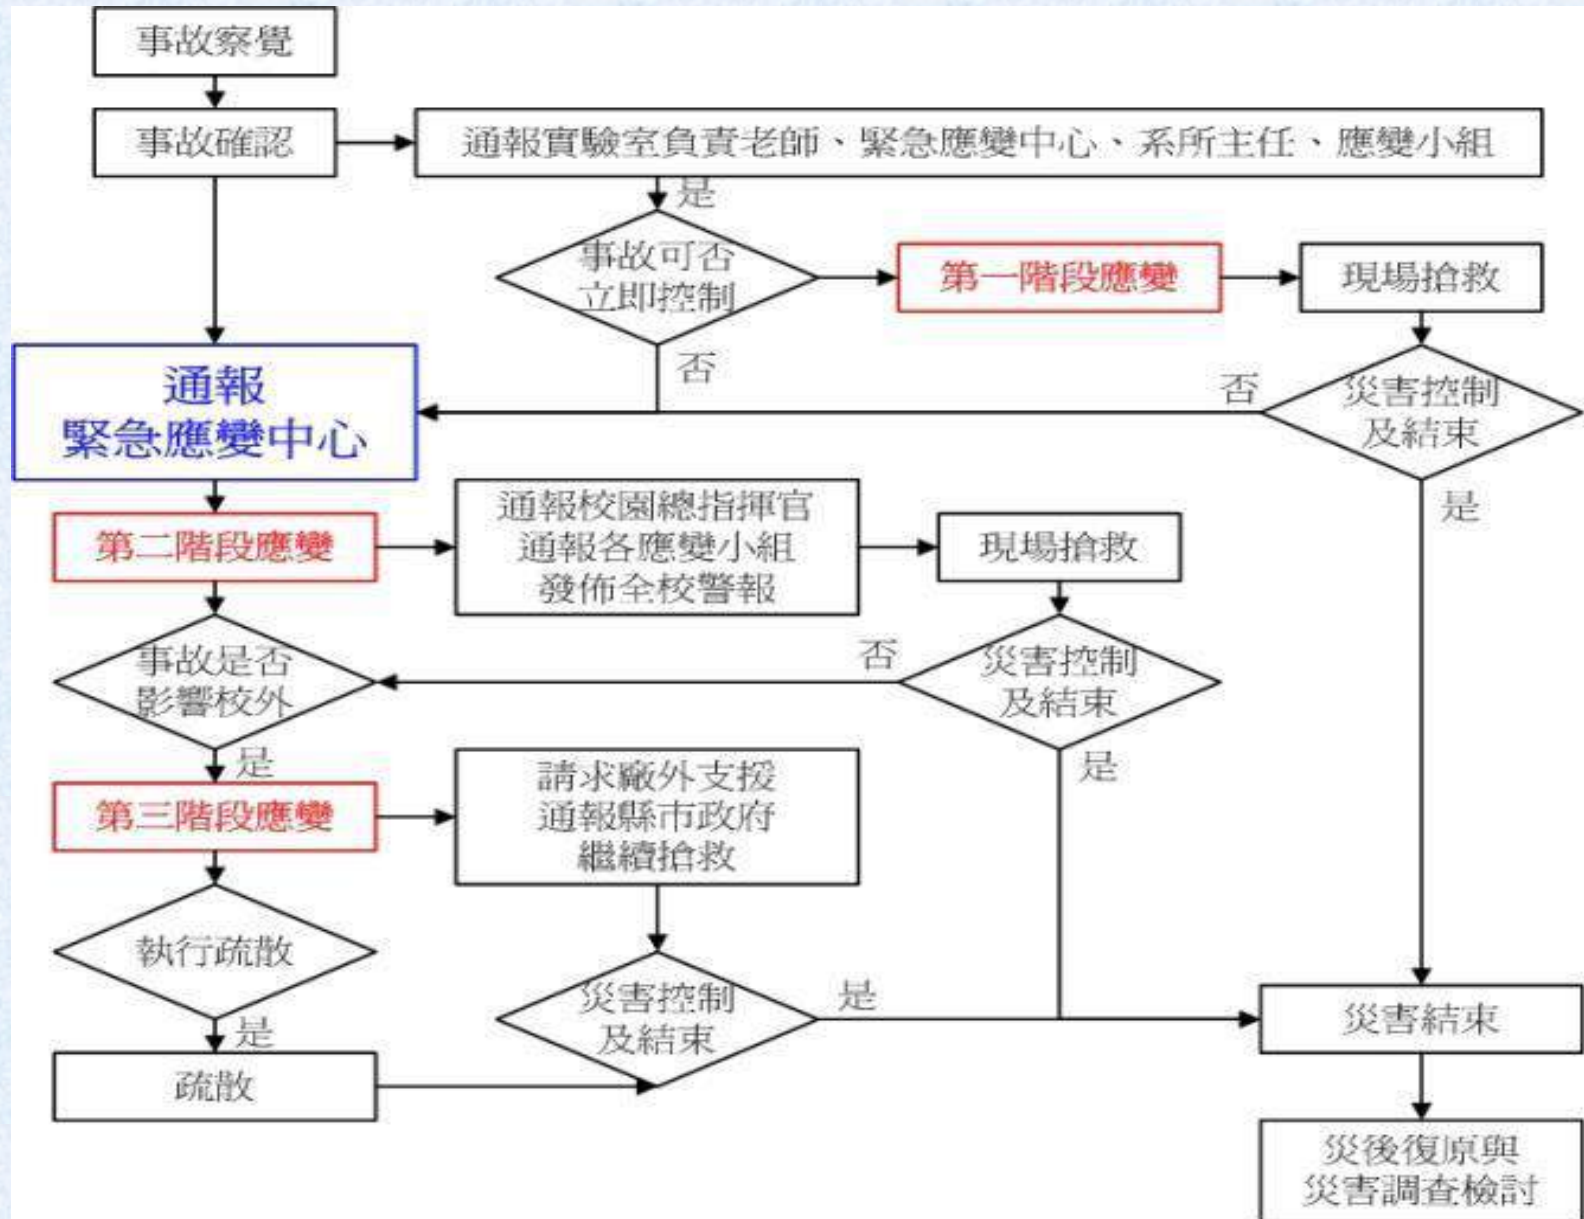 事故察覺
事故確認
通報實驗室負責老師、緊急應變中心、系所主任、應變小組
是
事故可否
立即控制
第一階段應變
現場搶救
否
通報
緊急應變中心
否
災害控制
及結束
是
第二階段應變
通報校園總指揮官
通報各應變小組
發佈全校警報
現場搶救
事故是否
影響校外
否
災害控制
及結束
是
是
第三階段應變
請求廠外支援
通報縣市政府
繼續搶救
執行疏散
是
災害控制
及結束
是
疏散
災害結束
災後復原與
災害調查檢討